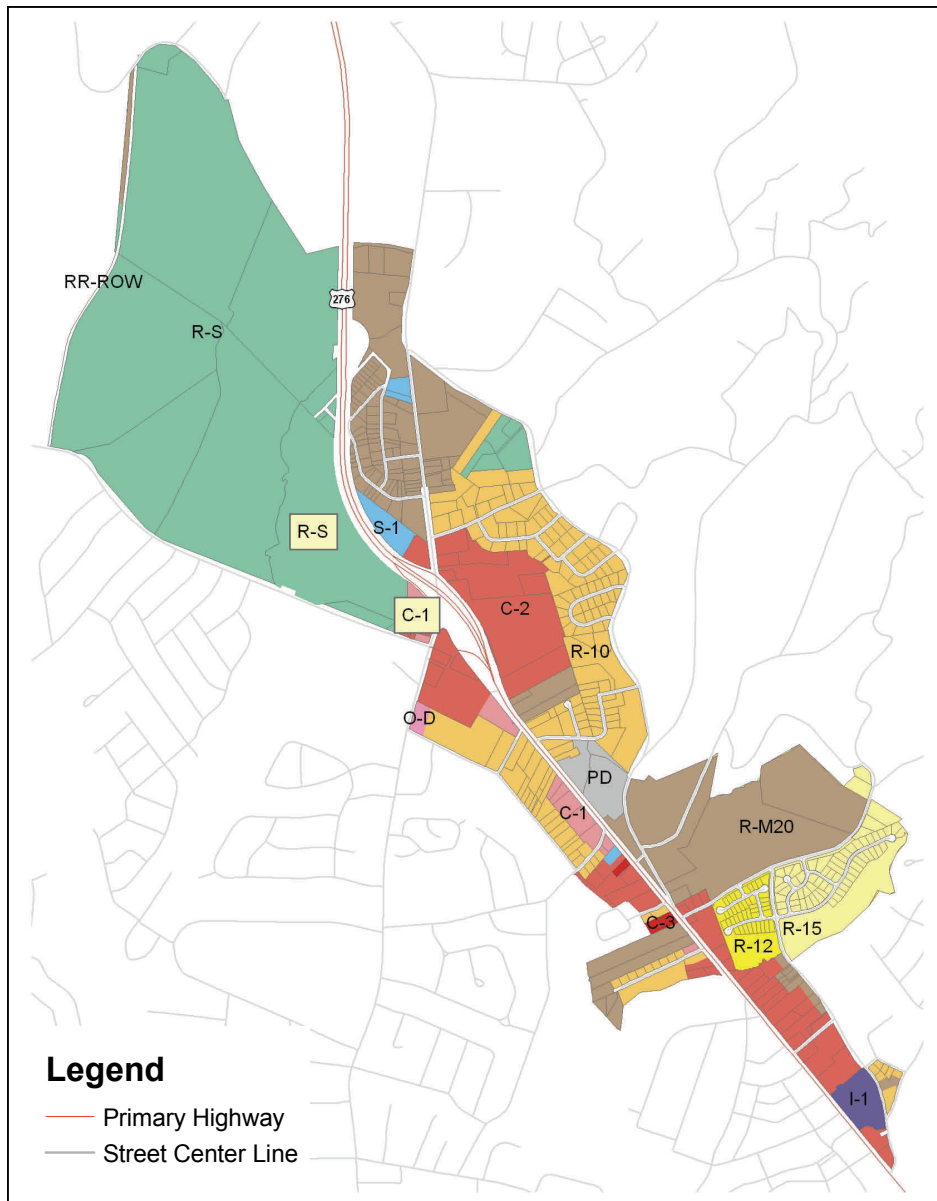 RR-ROW
276
R-S
R-S
S-1
C-2
C-1
R-10
O-D
PD
C-1
R-M20
C-3
R-15
R-12
I-1
Legend
Primary Highway
Street Center Line